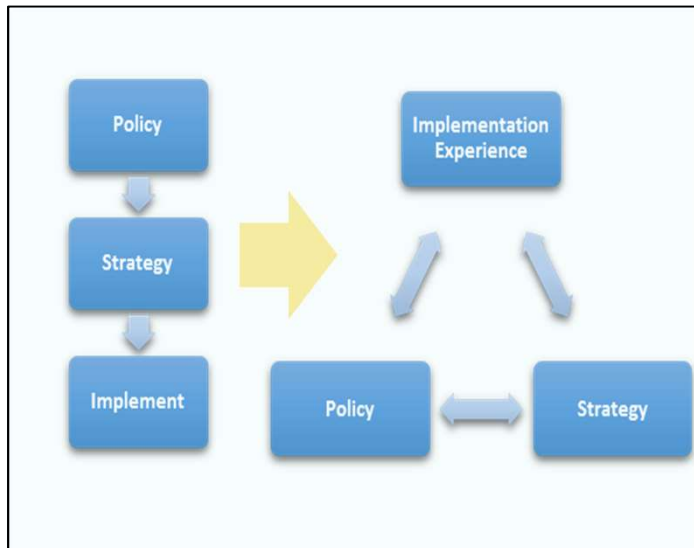 Policy
Strategy
Implement
Implementation
Experience
Policy
Strategy